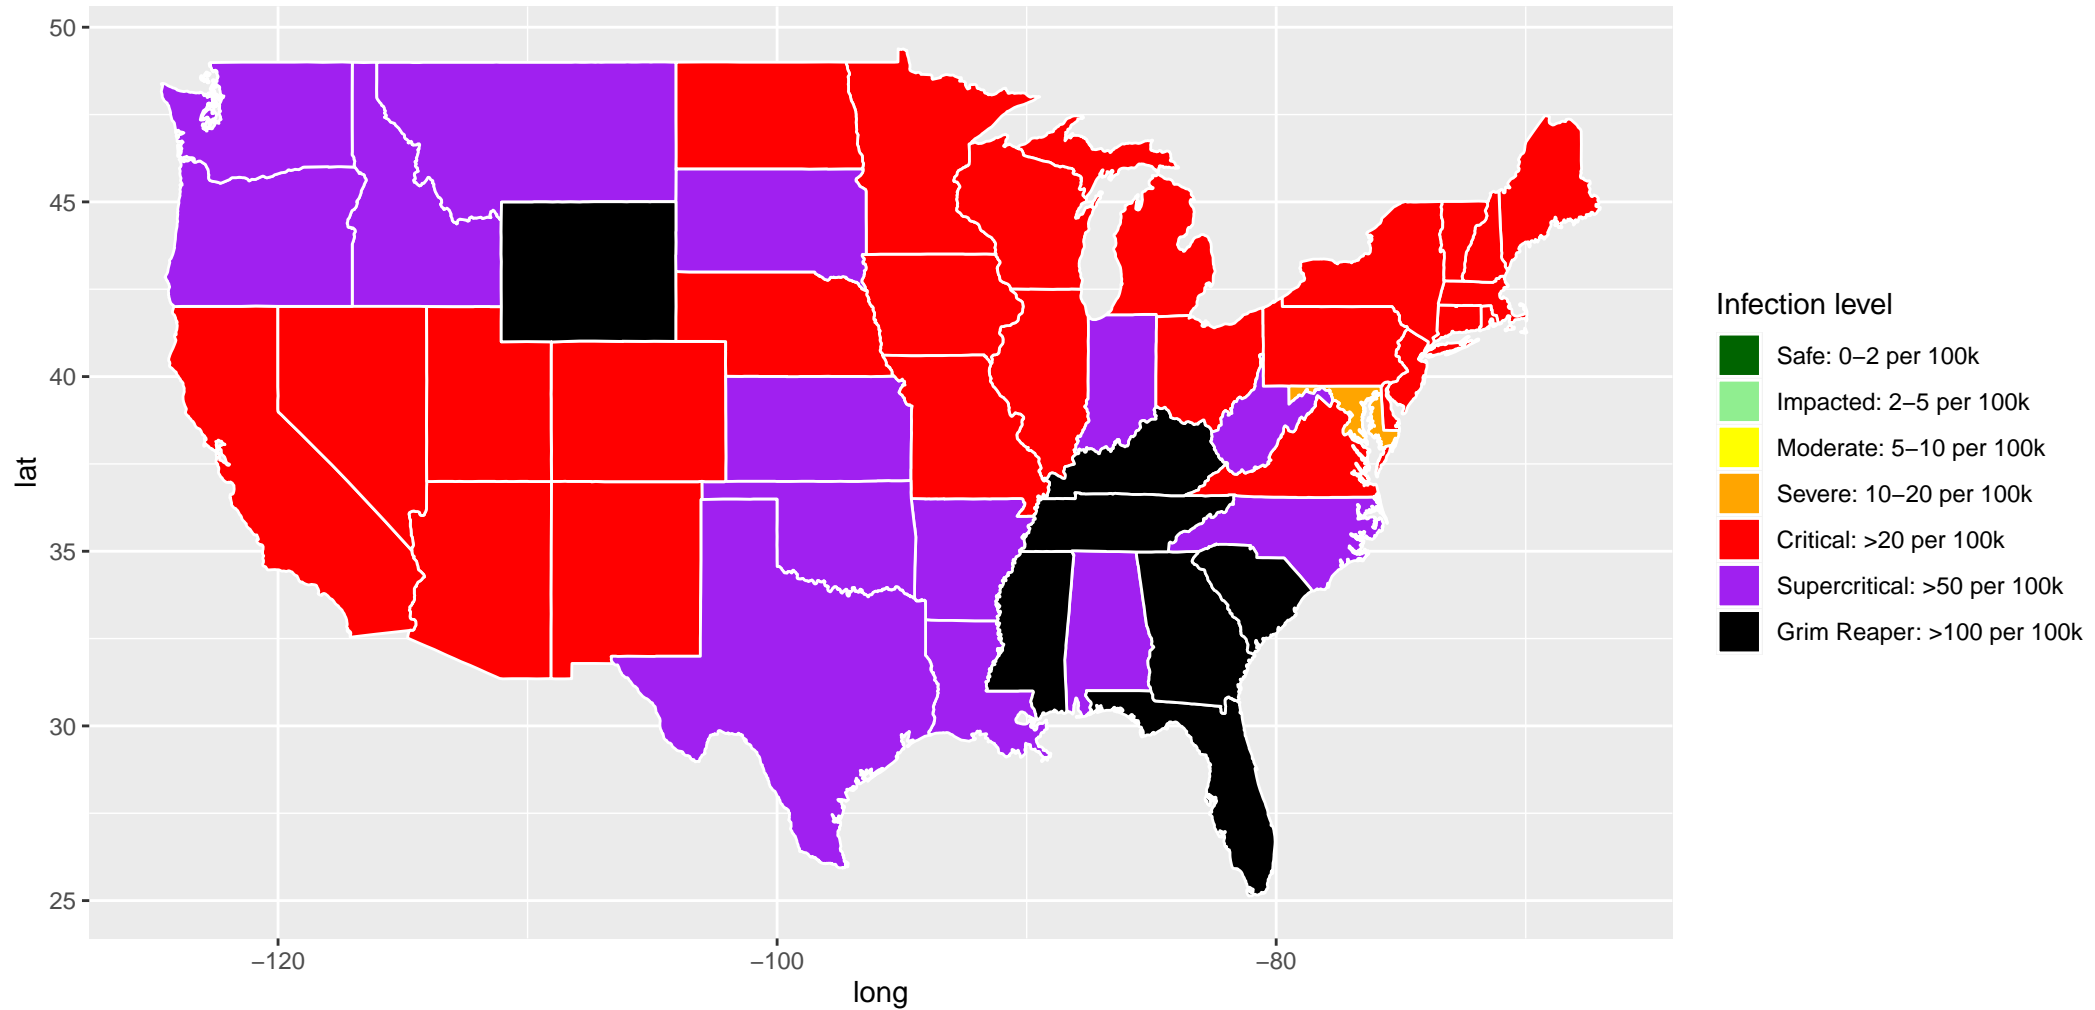 50
45
40
35
30
25
lat
−120
−100
−80
long
Infection level
Safe: 0−2 per 100k
Impacted: 2−5 per 100k
Moderate: 5−10 per 100k
Severe: 10−20 per 100k
Critical: >20 per 100k
Supercritical: >50 per 100k
Grim Reaper: >100 per 100k